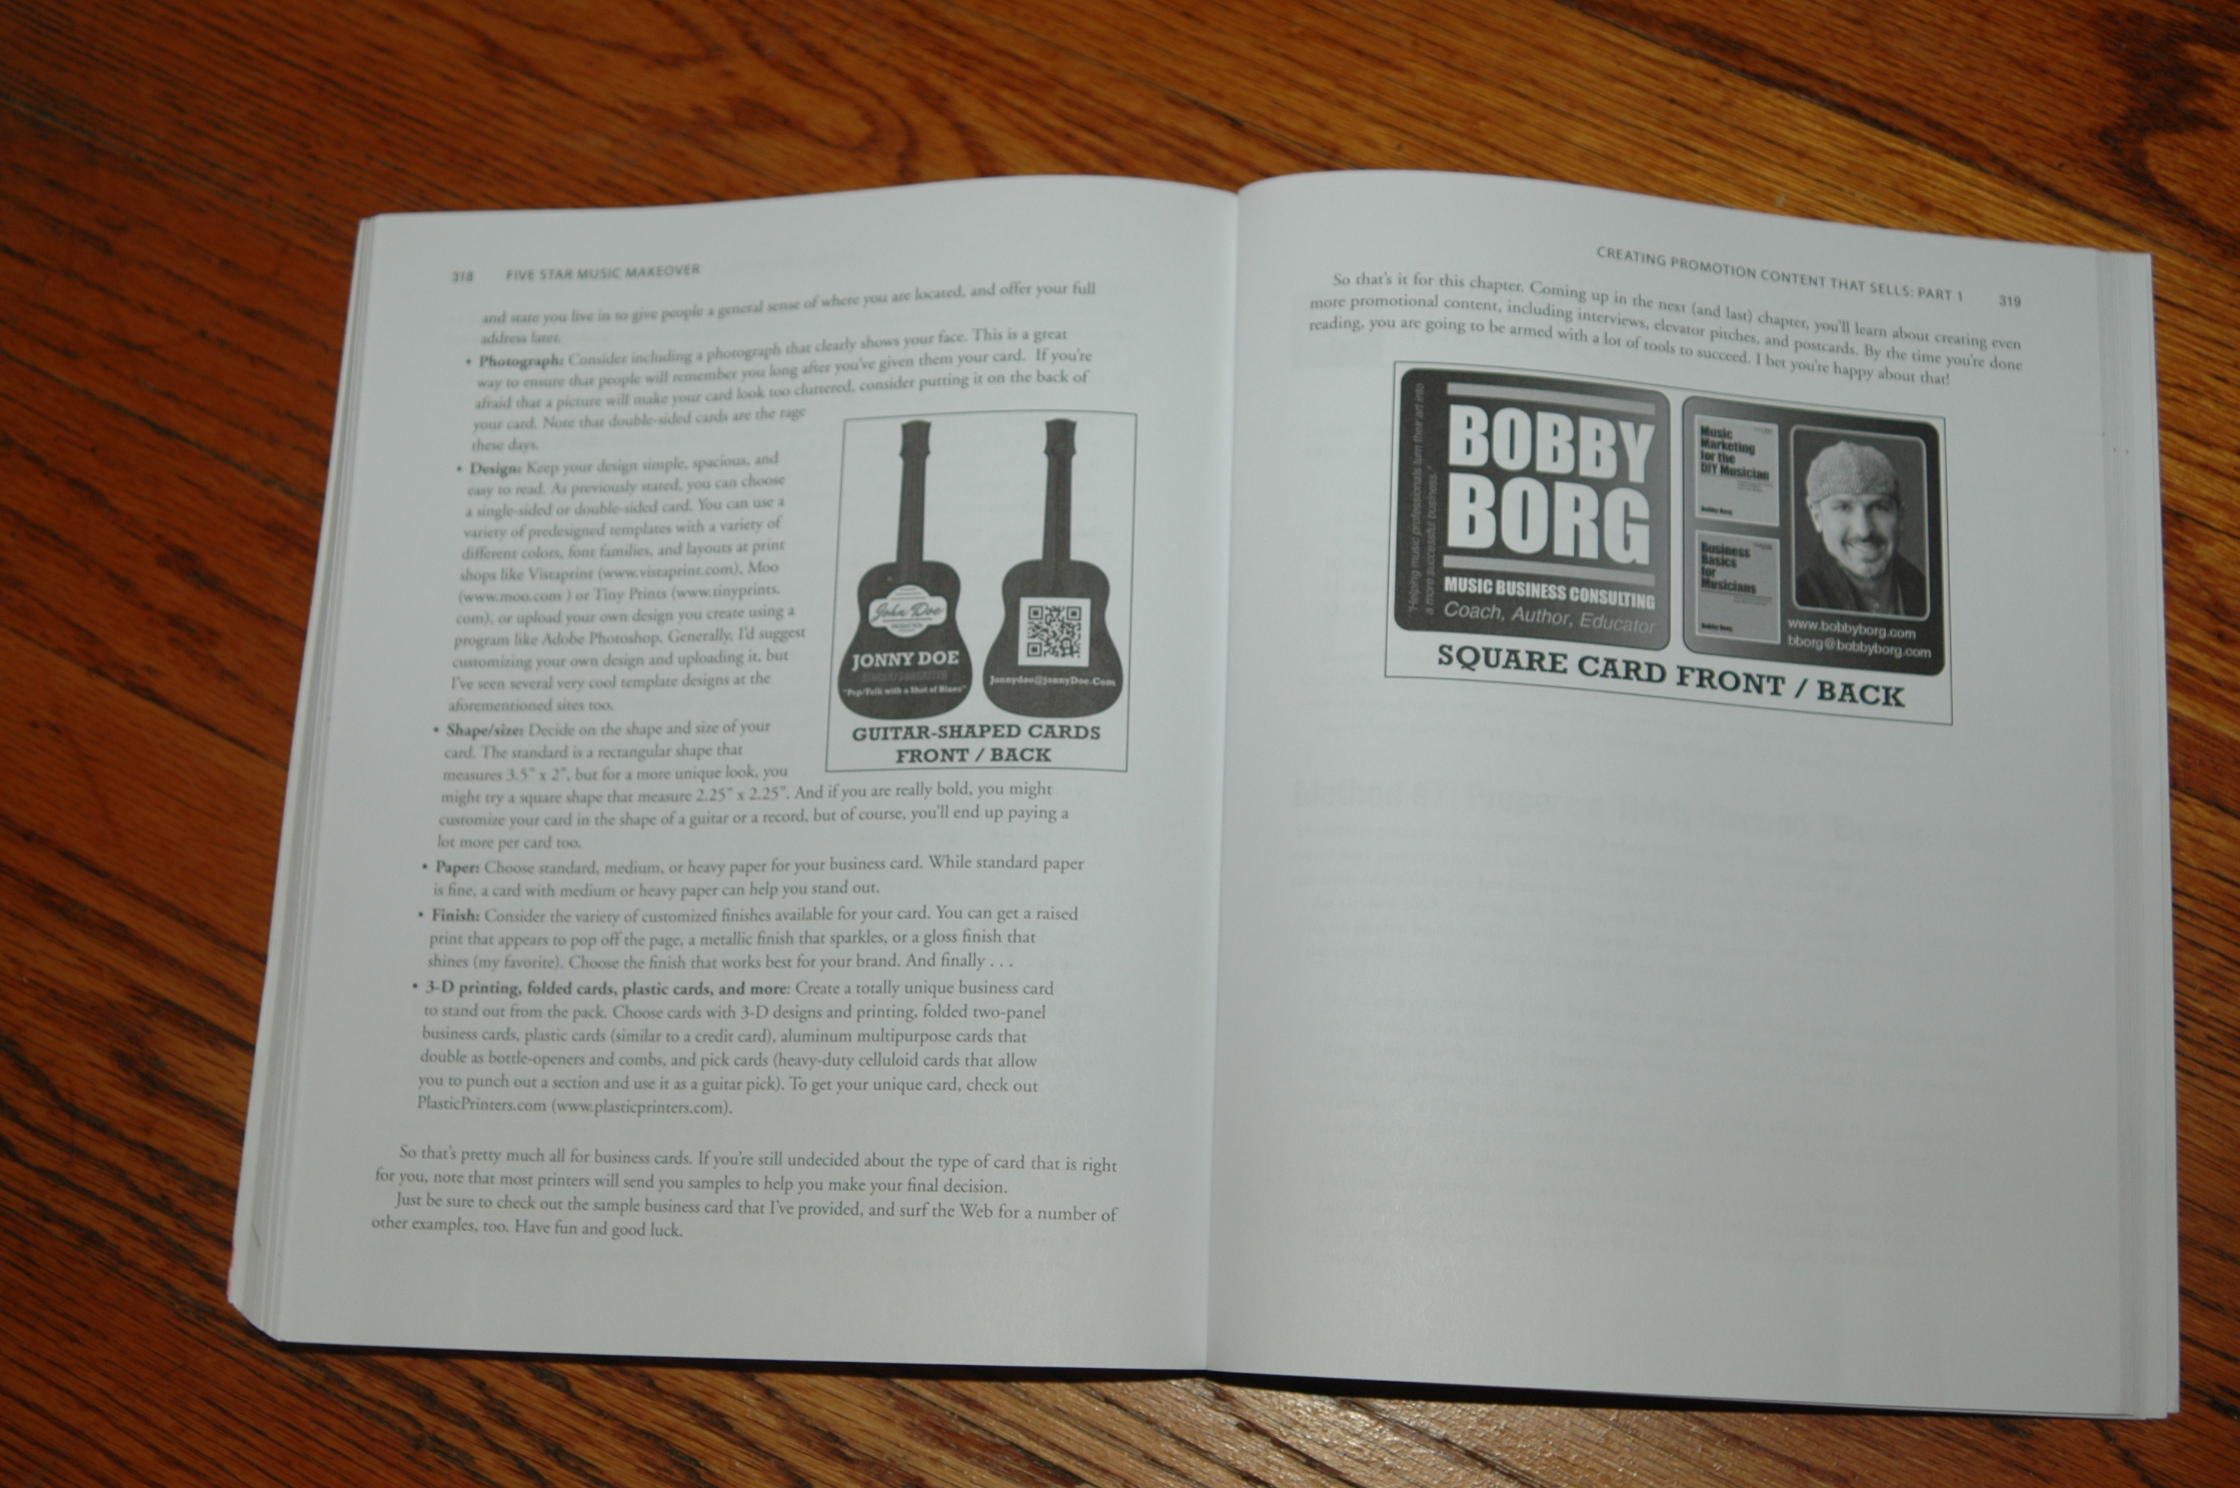 318 FIVE STAR MUSIC MAKEOVER
and state you live in to give people a general sense of where you are located, and offer your full
address later.
• Photograph: Consider including a photograph that clearly shows your face. This is a great
way to ensure that people will remember you long after you've given them your card. If you're
afraid that a picture will make your card look too cluttered, consider putting it on the back of
your card. Note that double-sided cards are the rage
these days.
• Design: Keep your design simple, spacious, and
easy to read. As previously stated, you can choose
a single-sided or double-sided card. You can use a
variety of predesigned templates with a variety of
different colors, font families, and layouts at print
shops like Vistaprint (www.vistaprint.com), Moo
(www.moo.com ) or Tiny Prints (www.tinyprints.
com), or upload your own design you create using a
program like Adobe Photoshop. Generally, I'd suggest
customizing your own design and uploading it, but
I've seen several very cool template designs at the
aforementioned sites too.
• Shape/size: Decide on the shape and size of your
card. The standard is a rectangular shape that
measures 3.5" x 2", but for a more unique look, you
might try a square shape that measure 2.25" x 2.25". And if you are really bold, you might
customize your card in the shape of a guitar or a record, but of course, you'll end up paying a
lot more per card too.
• Paper: Choose standard, medium, or heavy paper for your business card. While standard paper
is fine, a card with medium or heavy paper can help you stand out.
• Finish: Consider the variety of customized finishes available for your card. You can get a raised
print that appears to pop off the page, a metallic finish that sparkles, or a gloss finish that
shines (my favorite). Choose the finish that works best for your brand. And finally . . .
• 3-D printing, folded cards, plastic cards, and more: Create a totally unique business card
to stand out from the pack. Choose cards with 3-D designs and printing, folded two-panel
business cards, plastic cards (similar to a credit card), aluminum multipurpose cards that
double as bottle-openers and combs, and pick cards (heavy-duty celluloid cards that allow
you to punch out a section and use it as a guitar pick). To get your unique card, check out
PlasticPrinters.com (www.plasticprinters.com).
So that's pretty much all for business cards. If you're still undecided about the type of card that is right
for you, note that most printers will send you samples to help you make your final decision.
Just be sure to check out the sample business card that I've provided, and surf the Web for a number of
other examples, too. Have fun and good luck.
John Doe
JONNY DOE
"Pop/Folk with a Shot of Blues"
Jonnydoe@JonnyDoe.Com
GUITAR-SHAPED CARDS
FRONT / BACK
CREATING PROMOTION CONTENT THAT SELLS: PART 1 319
So that's it for this chapter. Coming up in the next (and last) chapter, you'll learn about creating even
more promotional content, including interviews, elevator pitches, and postcards. By the time you're done
reading, you are going to be armed with a lot of tools to succeed. I bet you're happy about that!
"Helping music professionals turn their art into
a more successful business."
BOBBY
BORG
MUSIC BUSINESS CONSULTING
Coach, Author, Educator
Music
Marketing
for the
DIY Musician
Bobby Borg
Business
Basics
for
Musicians
Bobby Borg
www.bobbyborg.com
bborg@bobbyborg.com
SQUARE CARD FRONT / BACK